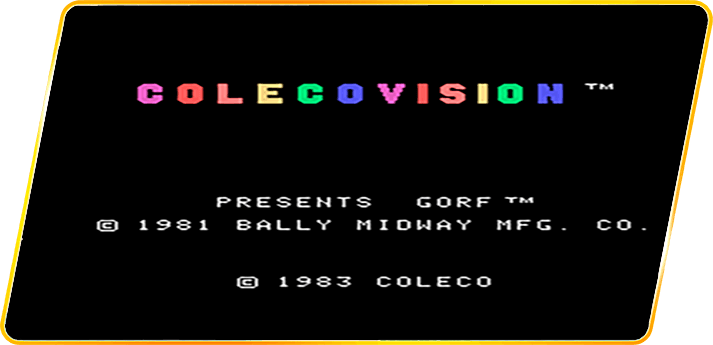 COLECOVISION™
PRESENTS GORF™
© 1981 BALLY MIDWAY MFG. CO.
© 1983 COLECO